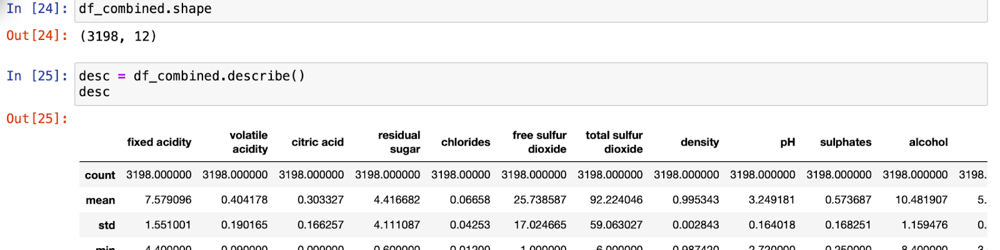 In [24]: df_combined.shape
Out[24]: (3198, 12)
In [25]: desc = df_combined.describe()
desc
Out[25]:
fixed acidity volatile acidity citric acid residual sugar chlorides free sulfur dioxide total sulfur dioxide density pH sulphates alcohol
count 3198.000000 3198.000000 3198.000000 3198.000000 3198.00000 3198.000000 3198.000000 3198.000000 3198.000000 3198.000000 3198.000000 3198.
mean 7.579096 0.404178 0.303327 4.416682 0.06658 25.738587 92.224046 0.995343 3.249181 0.573687 10.481907 5.
std 1.551001 0.190165 0.166257 4.111087 0.04253 17.024665 59.063027 0.002843 0.164018 0.168251 1.159476 0.
min 4.400000 0.090000 0.000000 0.600000 0.01200 1.000000 6.000000 0.987420 2.720000 0.250000 8.400000 3.